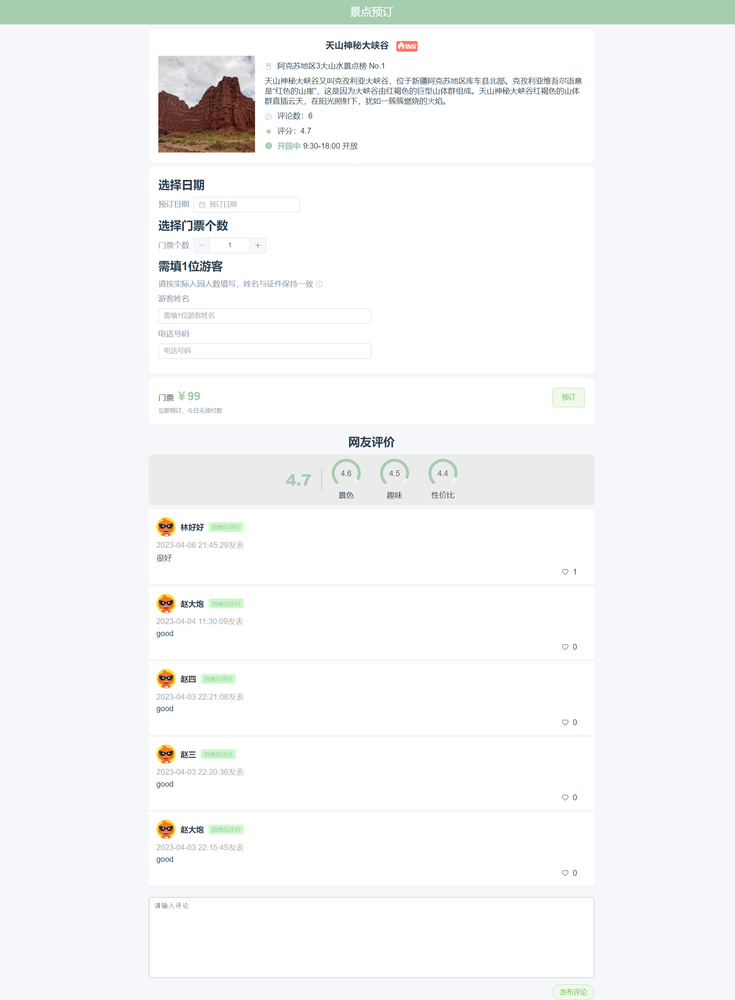 景点预订
天山神秘大峡谷 热度
阿克苏地区3大山水景点榜 No.1
天山神秘大峡谷又叫克孜利亚大峡谷，位于新疆阿克苏地区库车县北部。克孜利亚维吾尔语意
是“红色的山崖”，这是因为大峡谷由红褐色的巨型山体群组成。天山神秘大峡谷红褐色的山体
群直插云天，在阳光照射下，犹如一簇簇燃烧的火焰。
评论数：6
评分：4.7
开园中 9:30-18:00 开放
选择日期
预订日期 预订日期
选择门票个数
门票个数 1
需填1位游客
请按实际入园人数填写，姓名与证件保持一致
游客姓名
需填1位游客姓名
电话号码
电话号码
门票 ￥99
预订
立即预订，今日无须付款
网友评价
4.7 4.6 4.5 4.4
景色 趣味 性价比
林好好 消费后评价
2023-04-06 21:45:29发表
很好
1
赵大炮 消费后评价
2023-04-04 11:30:09发表
good
0
赵四 消费后评价
2023-04-03 22:21:08发表
good
0
赵三 消费后评价
2023-04-03 22:20:36发表
good
0
赵大炮 消费后评价
2023-04-03 22:15:45发表
good
0
请输入评论
发布评论